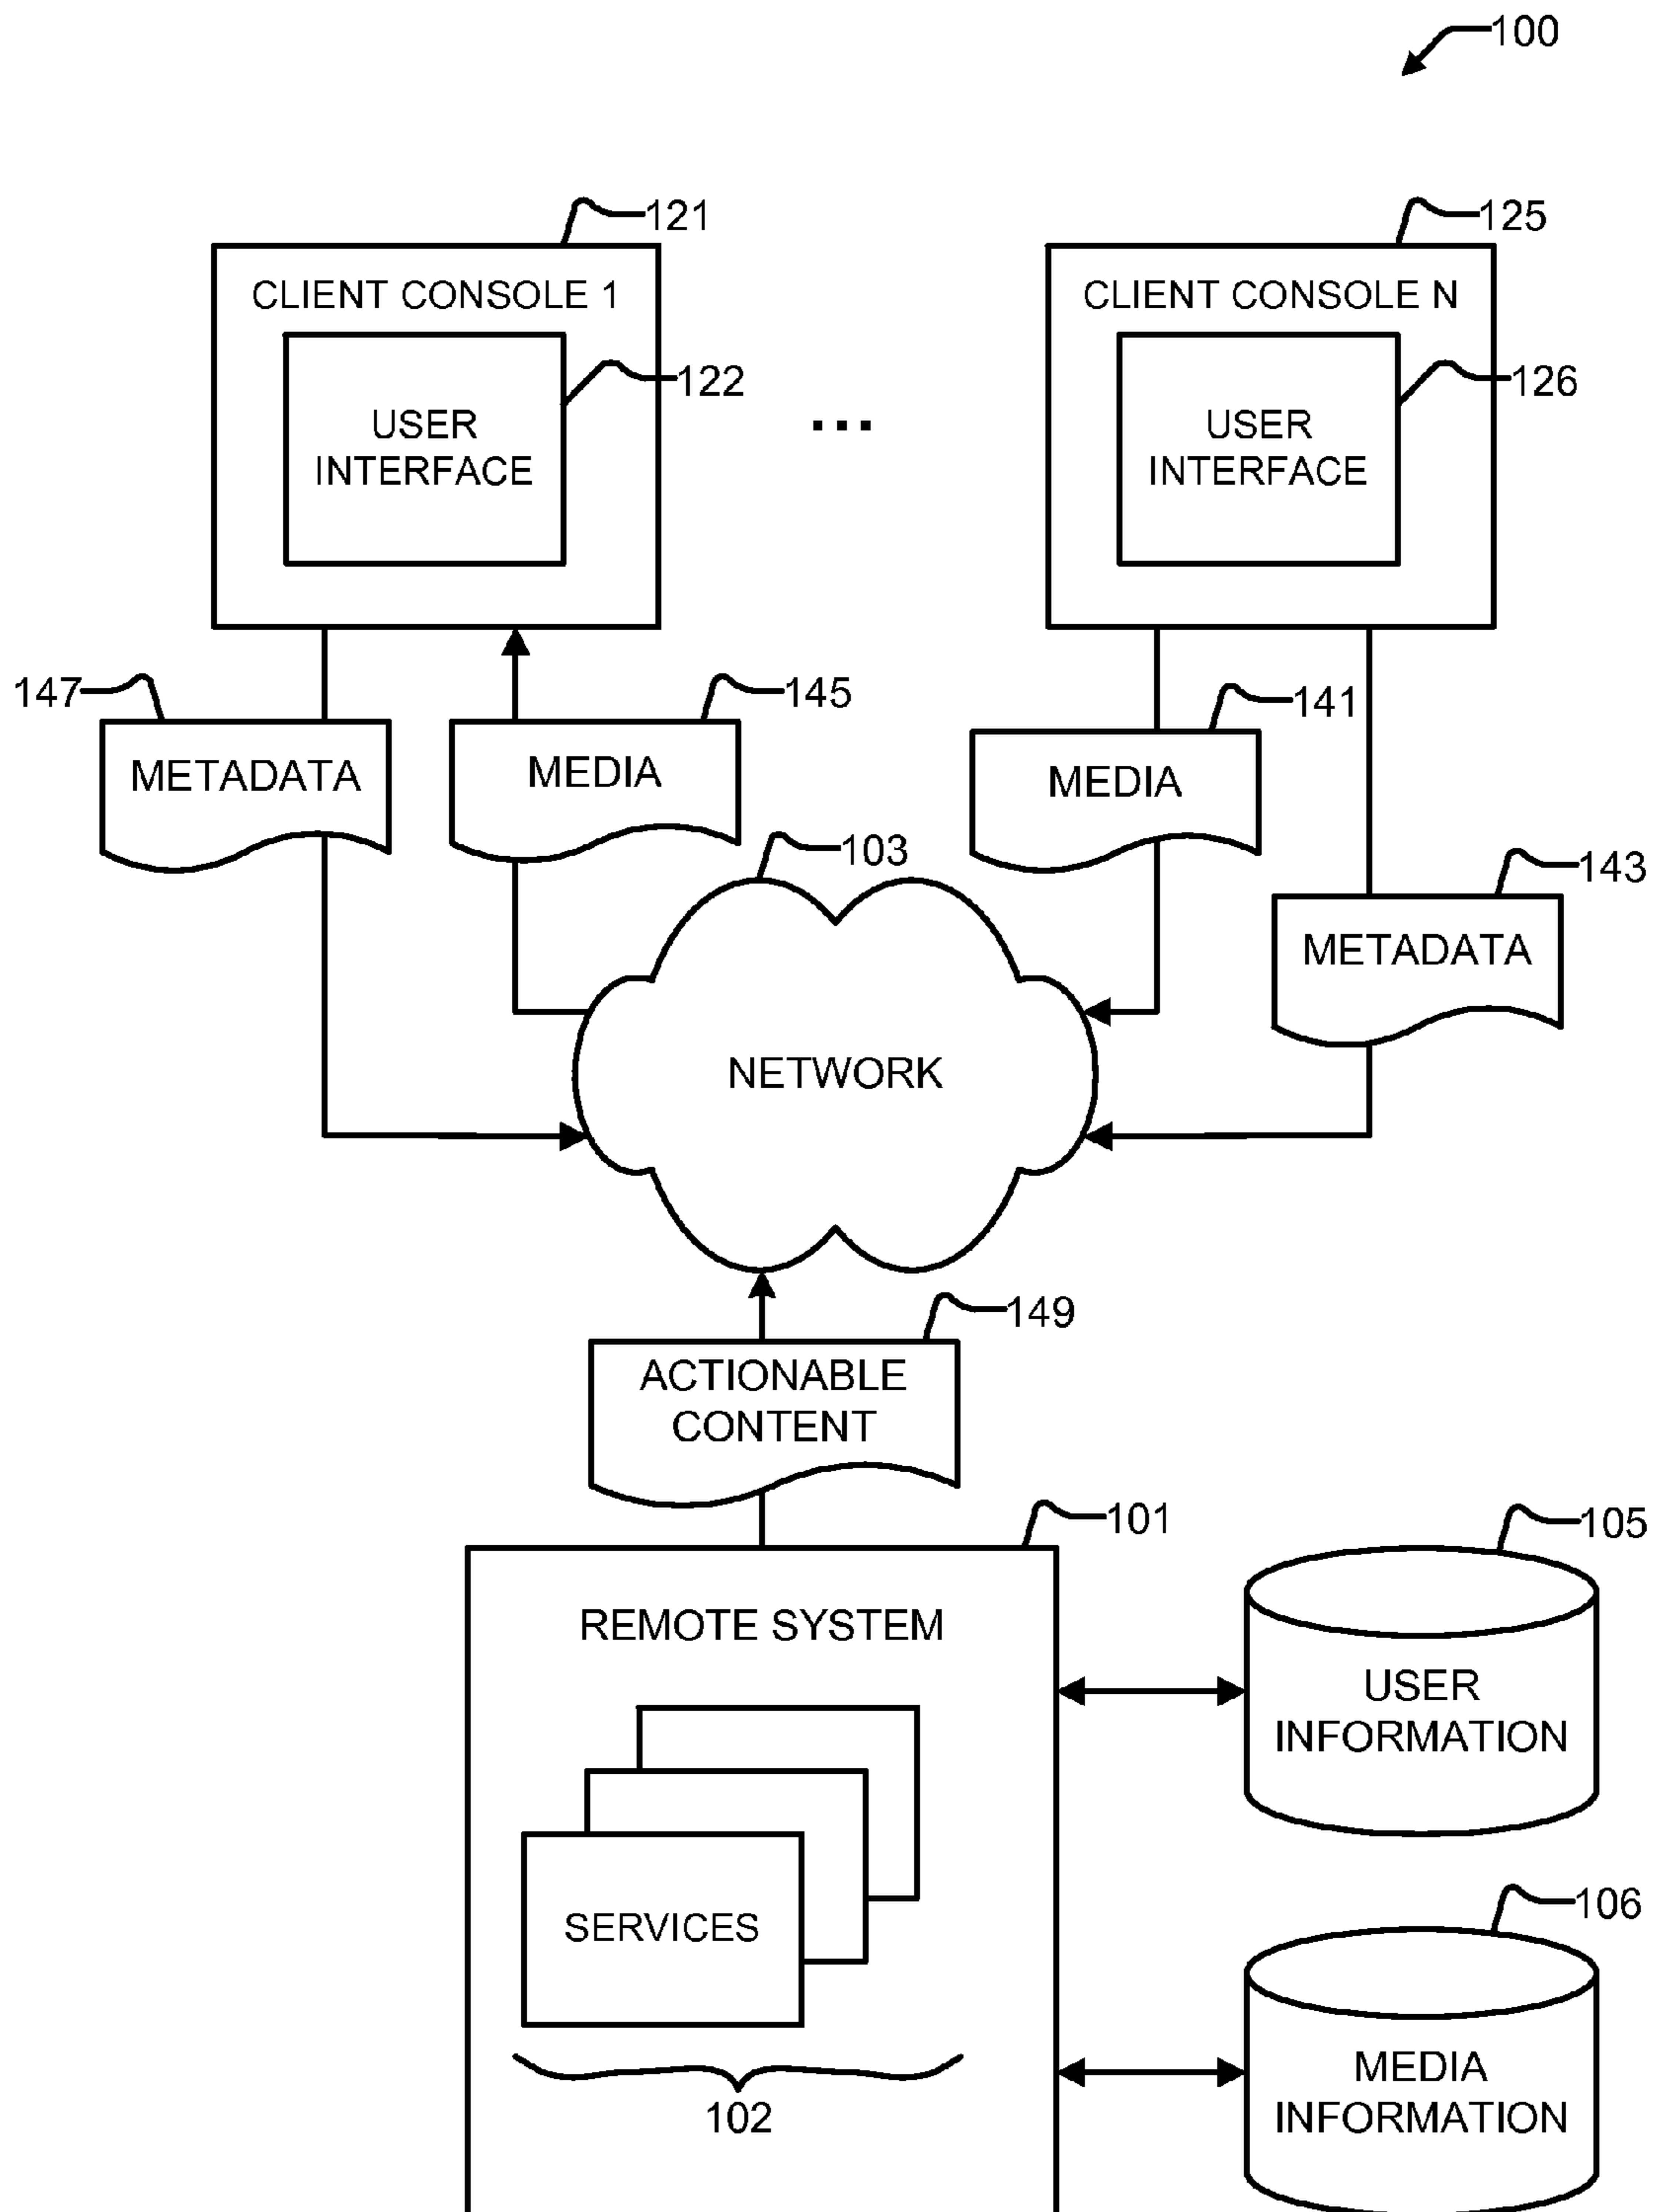 100
121
125
CLIENT CONSOLE 1
CLIENT CONSOLE N
122
126
USER
INTERFACE
...
USER
INTERFACE
147
145
141
METADATA
MEDIA
MEDIA
103
143
METADATA
NETWORK
149
ACTIONABLE
CONTENT
101
105
REMOTE SYSTEM
USER
INFORMATION
106
SERVICES
MEDIA
INFORMATION
102